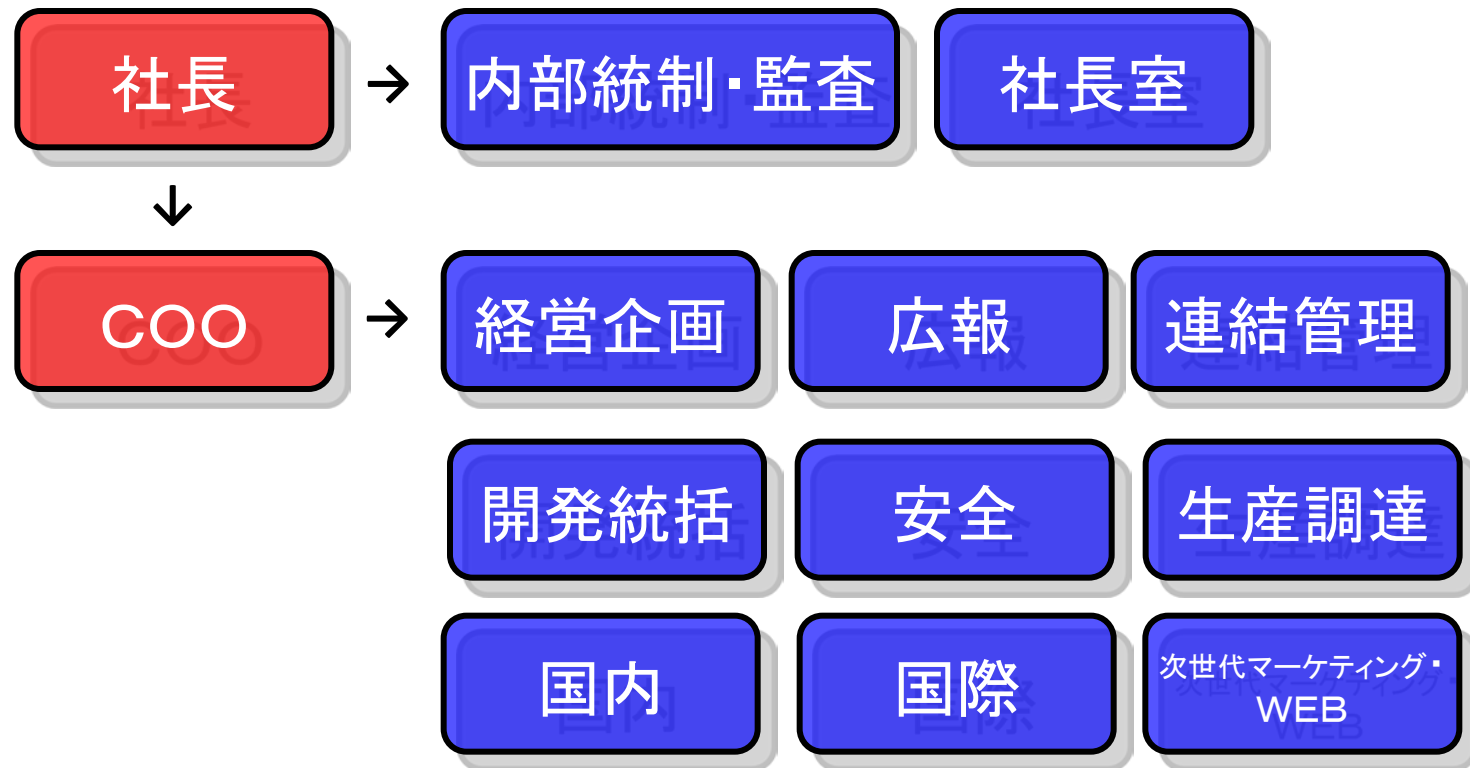 社長
内部統制・監査
社長室
COO
経営企画
広報
連結管理
開発統括
安全
生産調達
国内
国際
次世代マーケティング・
WEB